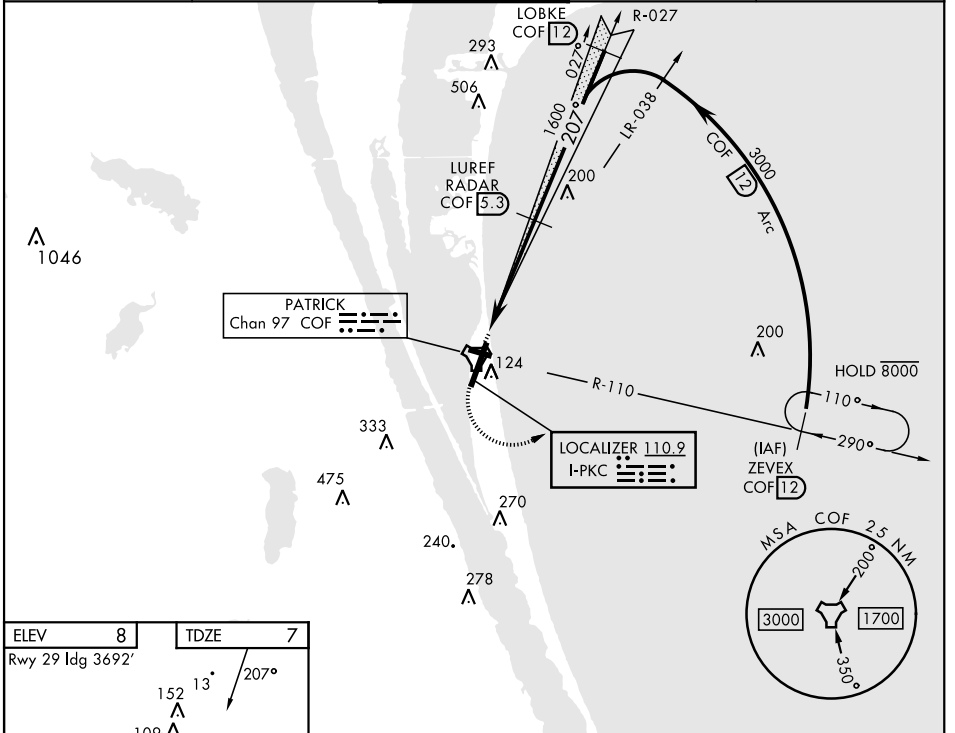 LOBKE
COF 12
R-027
027°
293
506
1600
207°
LR-038
LUREF
RADAR
COF 5.3
200
3000
COF 12 Arc
1046
PATRICK
Chan 97 COF
124
200
HOLD 8000
R-110
110°
290°
(IAF)
ZEVEX
COF 12
LOCALIZER 110.9
I-PKC
333
475
270
240
278
MSA COF 25 NM
200°
3000
1700
350°
ELEV 8
TDZE 7
Rwy 29 ldg 3692'
13
207°
152
109